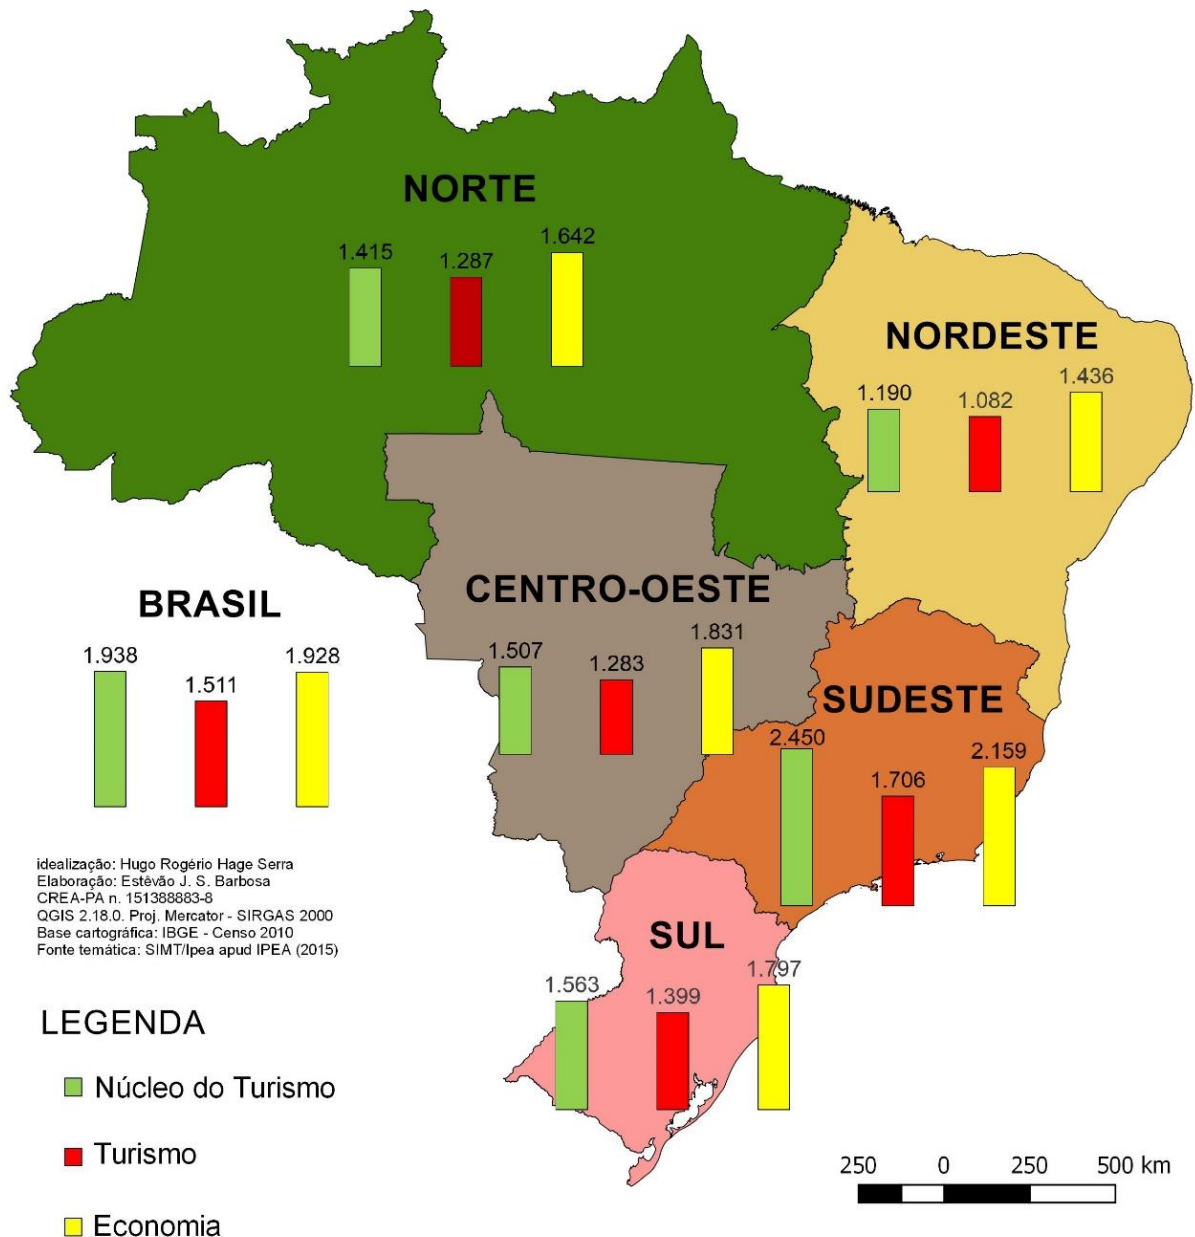 NORTE
1.415
1.287
1.642
NORDESTE
1.190
1.082
1.436
BRASIL
1.938
1.511
1.928
CENTRO-OESTE
1.507
1.283
1.831
SUDESTE
2.450
1.706
2.159
idealização: Hugo Rogério Hage Serra
Elaboração: Estêvão J. S. Barbosa
CREA-PA n. 151388883-8
QGIS 2.18.0. Proj. Mercator - SIRGAS 2000
Base cartográfica: IBGE - Censo 2010
Fonte temática: SIMT/Ipea apud IPEA (2015)
SUL
1.563
1.399
1.797
LEGENDA
Núcleo do Turismo
Turismo
Economia
250 0 250 500 km